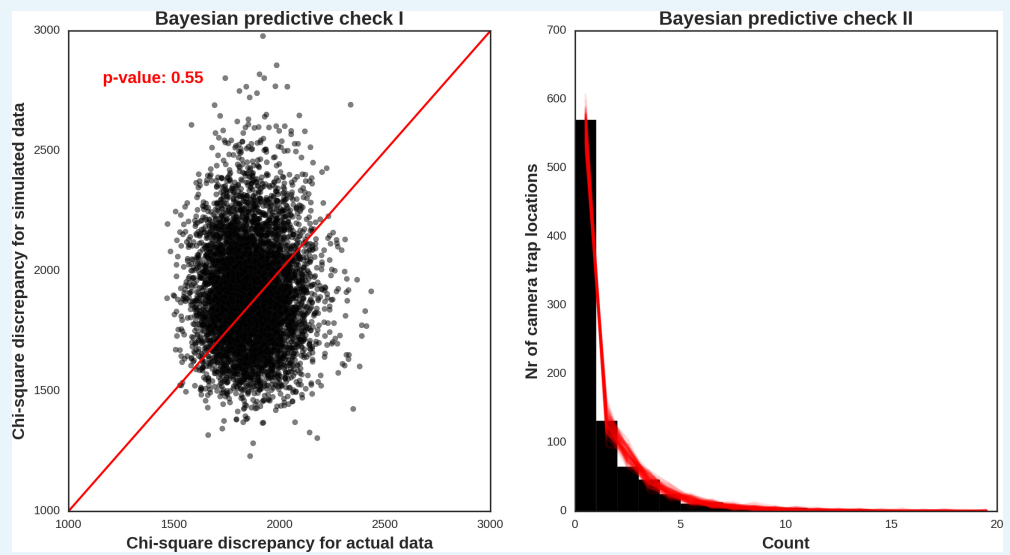 Bayesian predictive check I
p-value: 0.55
Chi-square discrepancy for simulated data
3000
2500
2000
1500
1000
1000 1500 2000 2500 3000
Chi-square discrepancy for actual data
Bayesian predictive check II
Nr of camera trap locations
700
600
500
400
300
200
100
0
0 5 10 15 20
Count